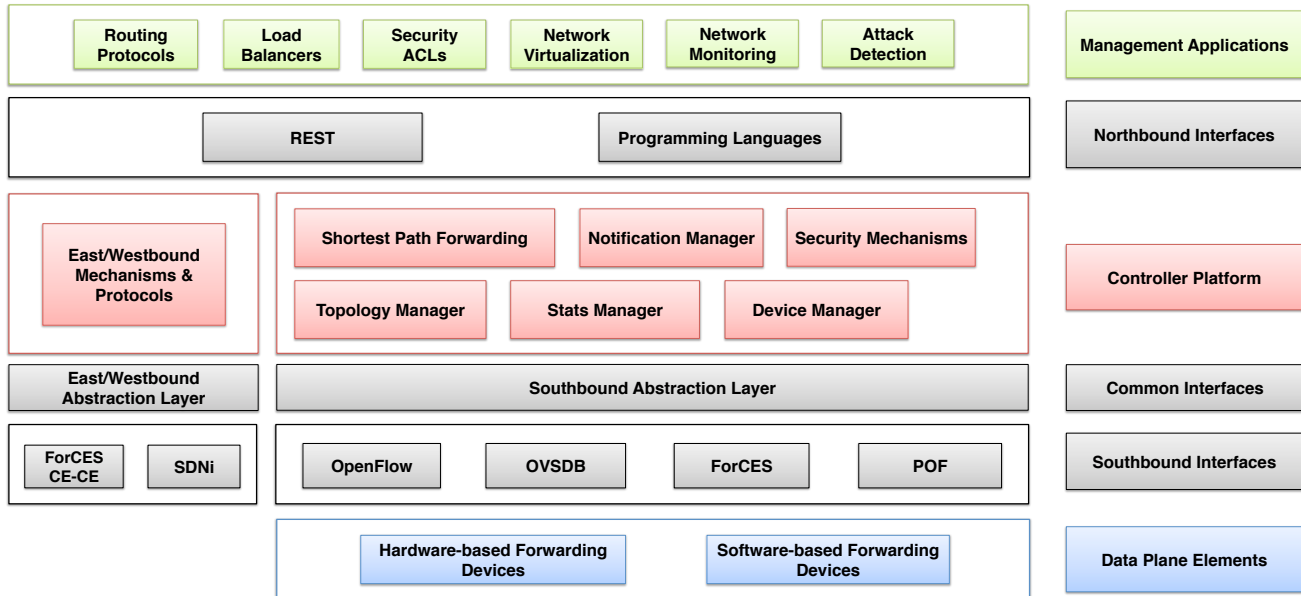 Routing
Protocols
Load
Balancers
Security
ACLs
Network
Virtualization
Network
Monitoring
Attack
Detection
Management Applications
REST
Programming Languages
Northbound Interfaces
East/Westbound
Mechanisms &
Protocols
Shortest Path Forwarding
Notification Manager
Security Mechanisms
Topology Manager
Stats Manager
Device Manager
Controller Platform
East/Westbound
Abstraction Layer
Southbound Abstraction Layer
Common Interfaces
ForCES
CE-CE
SDNi
OpenFlow
OVSDB
ForCES
POF
Southbound Interfaces
Hardware-based Forwarding
Devices
Software-based Forwarding
Devices
Data Plane Elements